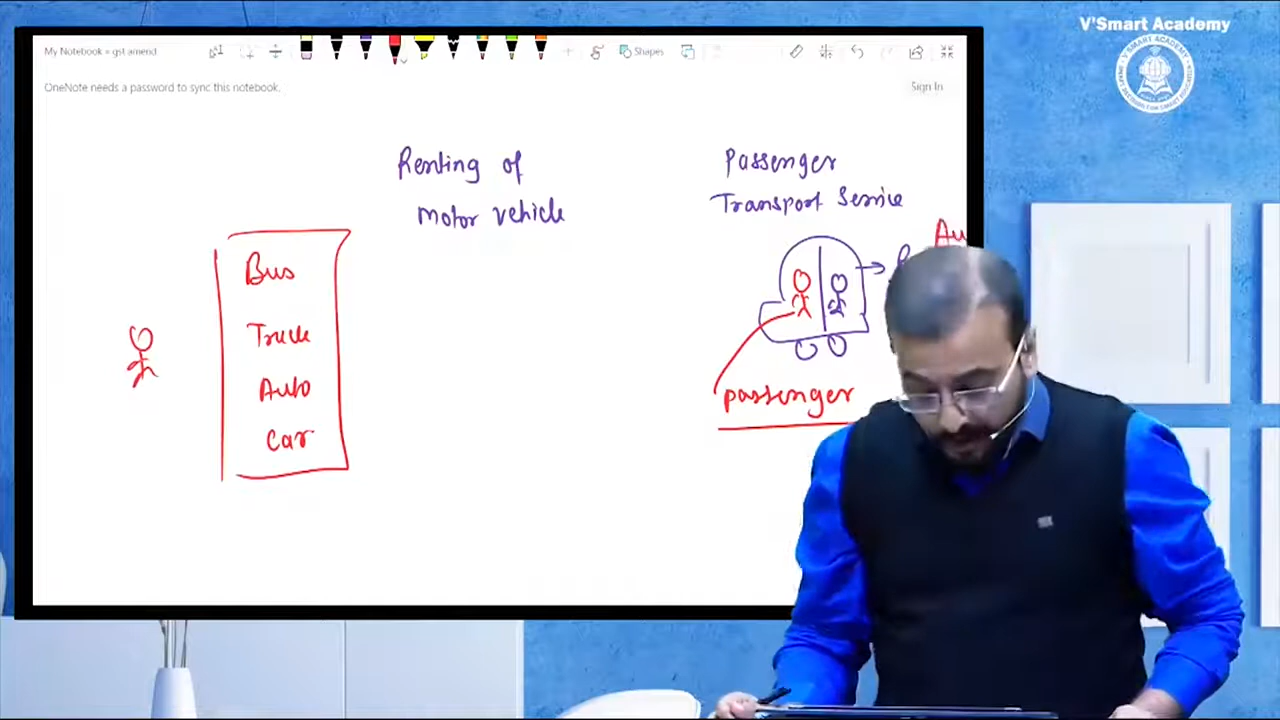 V'Smart Academy
My Notebook » gst amend
Shapes
OneNote needs a password to sync this notebook.
Sign In
Renting of
motor vehicle
Passenger
Transport Service
Bus
Truck
Auto
Car
passenger